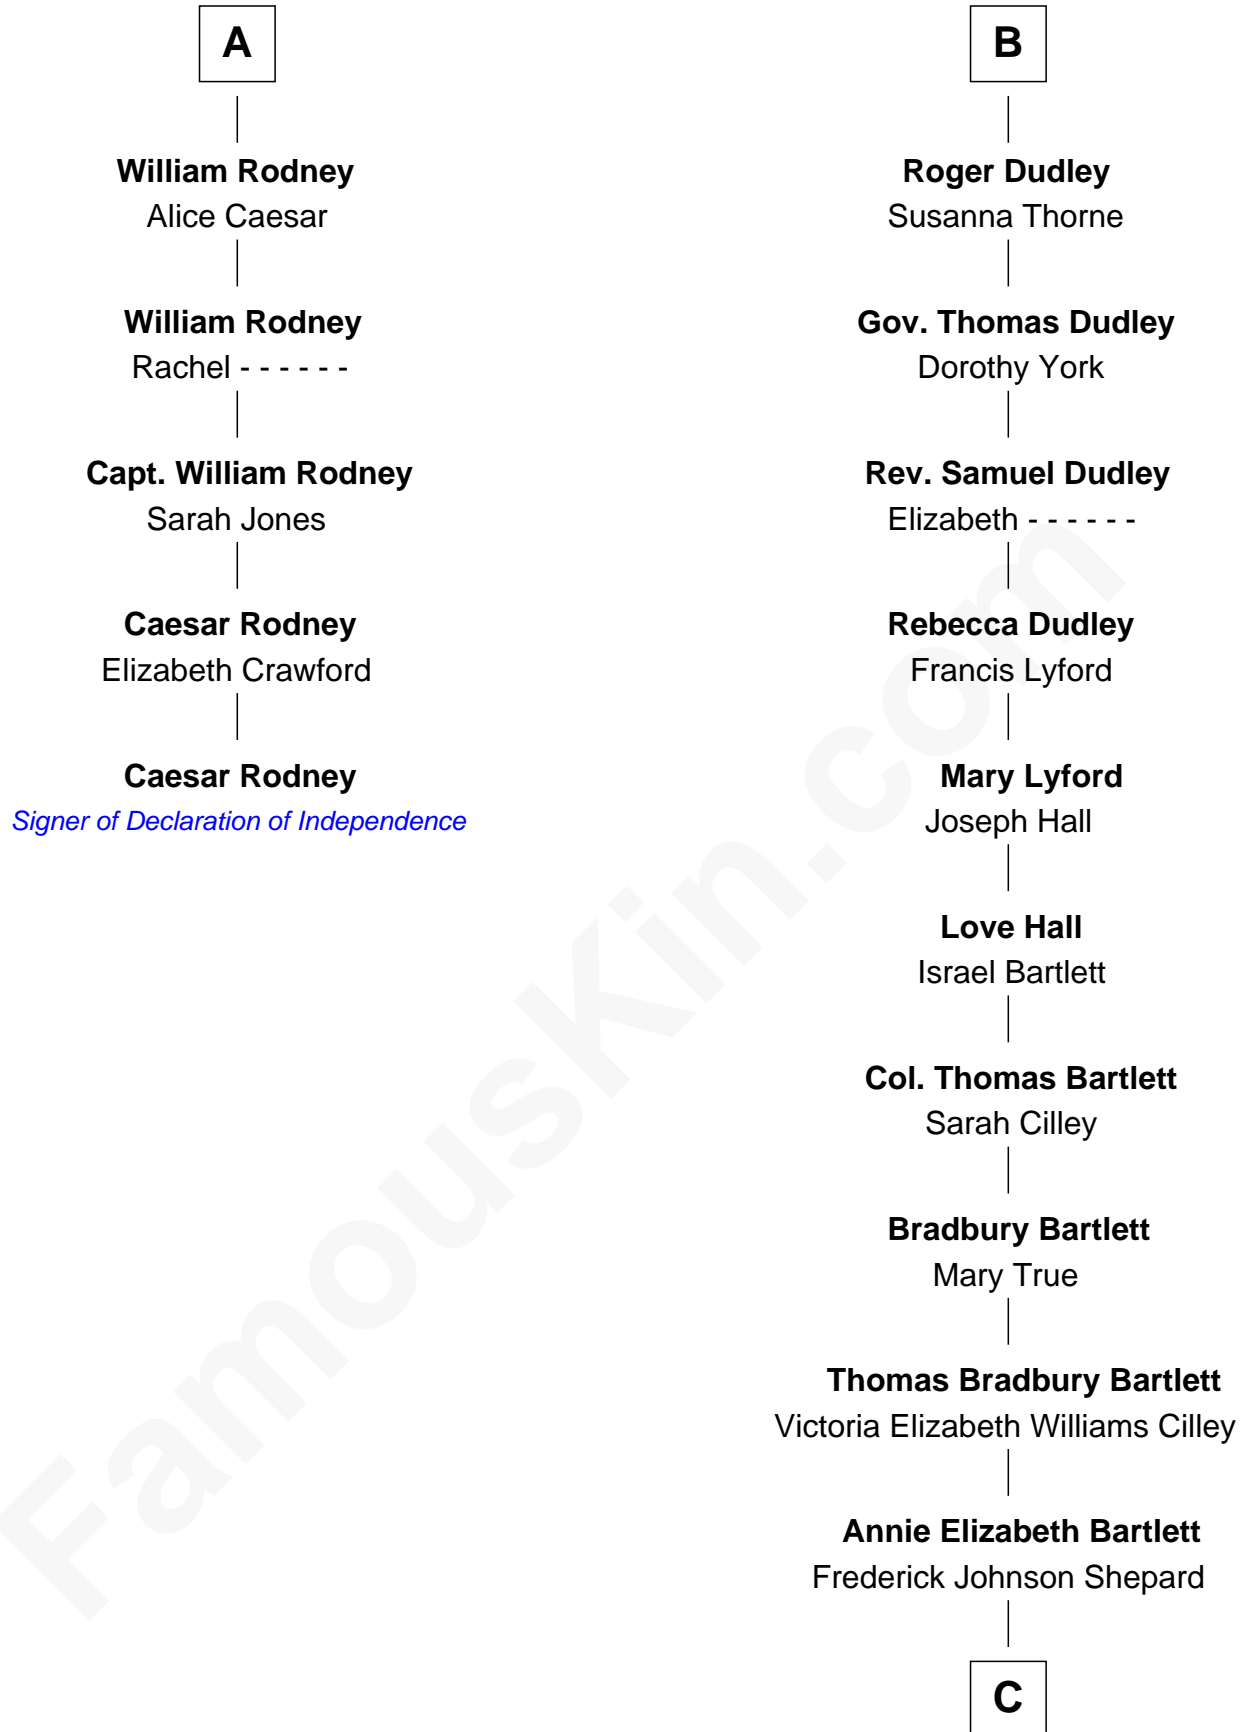 A
William Rodney
Alice Caesar
William Rodney
Rachel - - - - - -
Capt. William Rodney
Sarah Jones
Caesar Rodney
Elizabeth Crawford
Caesar Rodney
Signer of Declaration of Independence
B
Roger Dudley
Susanna Thorne
Gov. Thomas Dudley
Dorothy York
Rev. Samuel Dudley
Elizabeth - - - - - -
Rebecca Dudley
Francis Lyford
Mary Lyford
Joseph Hall
Love Hall
Israel Bartlett
Col. Thomas Bartlett
Sarah Cilley
Bradbury Bartlett
Mary True
Thomas Bradbury Bartlett
Victoria Elizabeth Williams Cilley
Annie Elizabeth Bartlett
Frederick Johnson Shepard
C
FamousKin.com